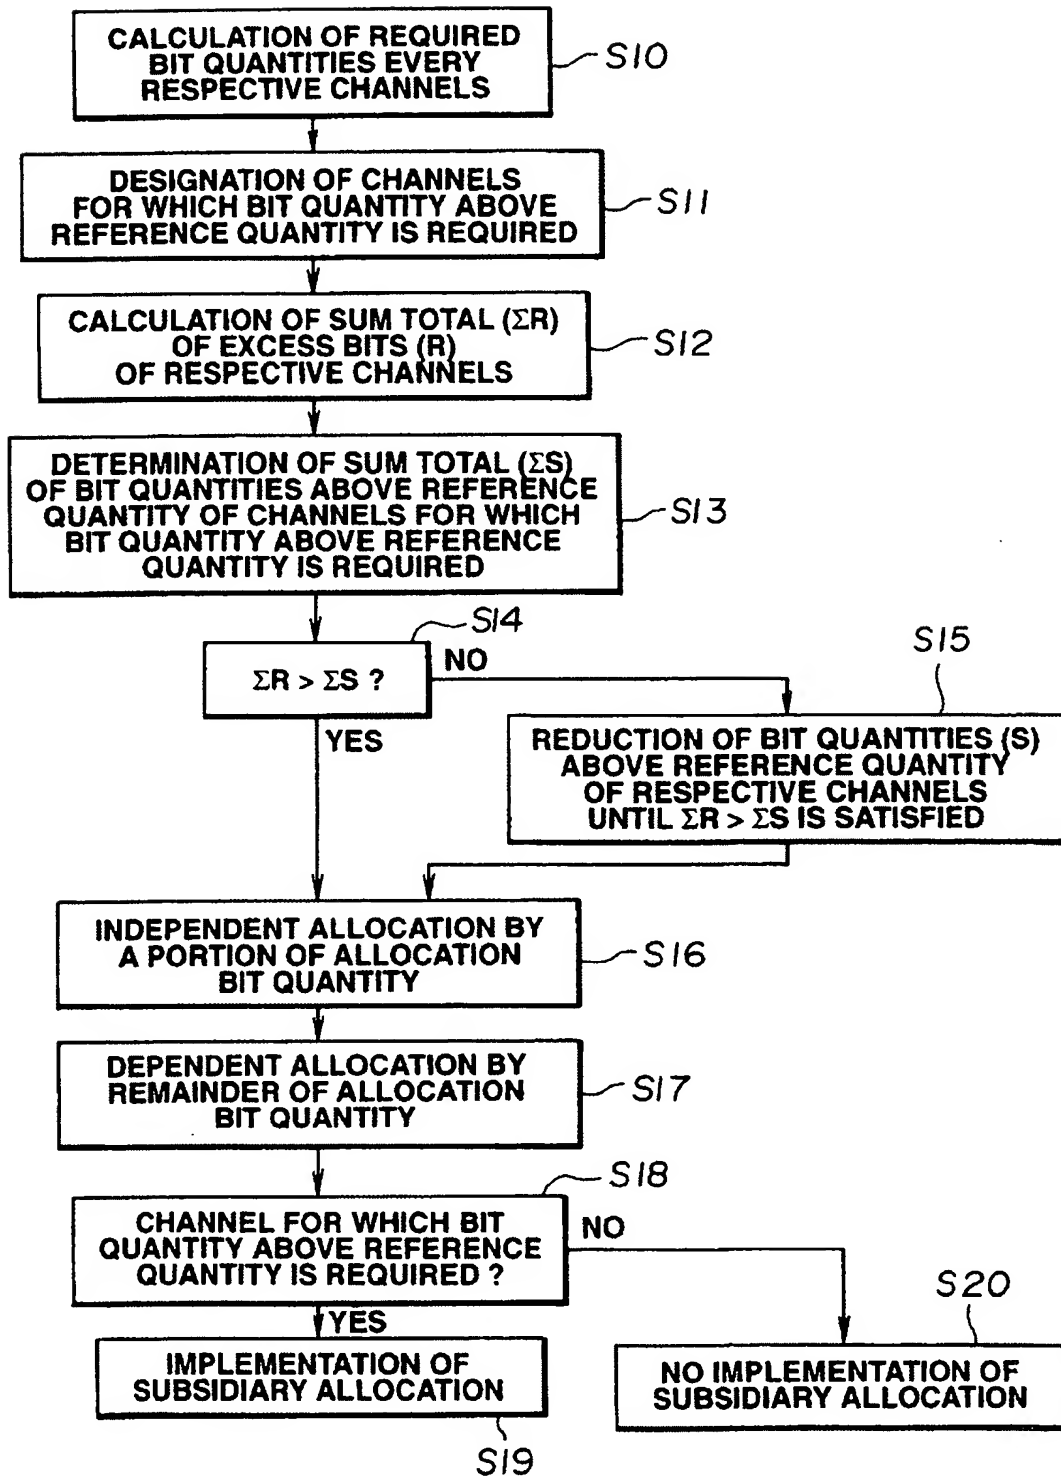 CALCULATION OF REQUIRED
BIT QUANTITIES EVERY
RESPECTIVE CHANNELS
S10
DESIGNATION OF CHANNELS
FOR WHICH BIT QUANTITY ABOVE
REFERENCE QUANTITY IS REQUIRED
S11
CALCULATION OF SUM TOTAL (ΣR)
OF EXCESS BITS (R)
OF RESPECTIVE CHANNELS
S12
DETERMINATION OF SUM TOTAL (ΣS)
OF BIT QUANTITIES ABOVE REFERENCE
QUANTITY OF CHANNELS FOR WHICH
BIT QUANTITY ABOVE REFERENCE
QUANTITY IS REQUIRED
S13
S14
ΣR > ΣS ?
NO
YES
S15
REDUCTION OF BIT QUANTITIES (S)
ABOVE REFERENCE QUANTITY
OF RESPECTIVE CHANNELS
UNTIL ΣR > ΣS IS SATISFIED
INDEPENDENT ALLOCATION BY
A PORTION OF ALLOCATION
BIT QUANTITY
S16
DEPENDENT ALLOCATION BY
REMAINDER OF ALLOCATION
BIT QUANTITY
S17
S18
CHANNEL FOR WHICH BIT
QUANTITY ABOVE REFERENCE
QUANTITY IS REQUIRED ?
NO
YES
IMPLEMENTATION OF
SUBSIDIARY ALLOCATION
S19
S20
NO IMPLEMENTATION OF
SUBSIDIARY ALLOCATION